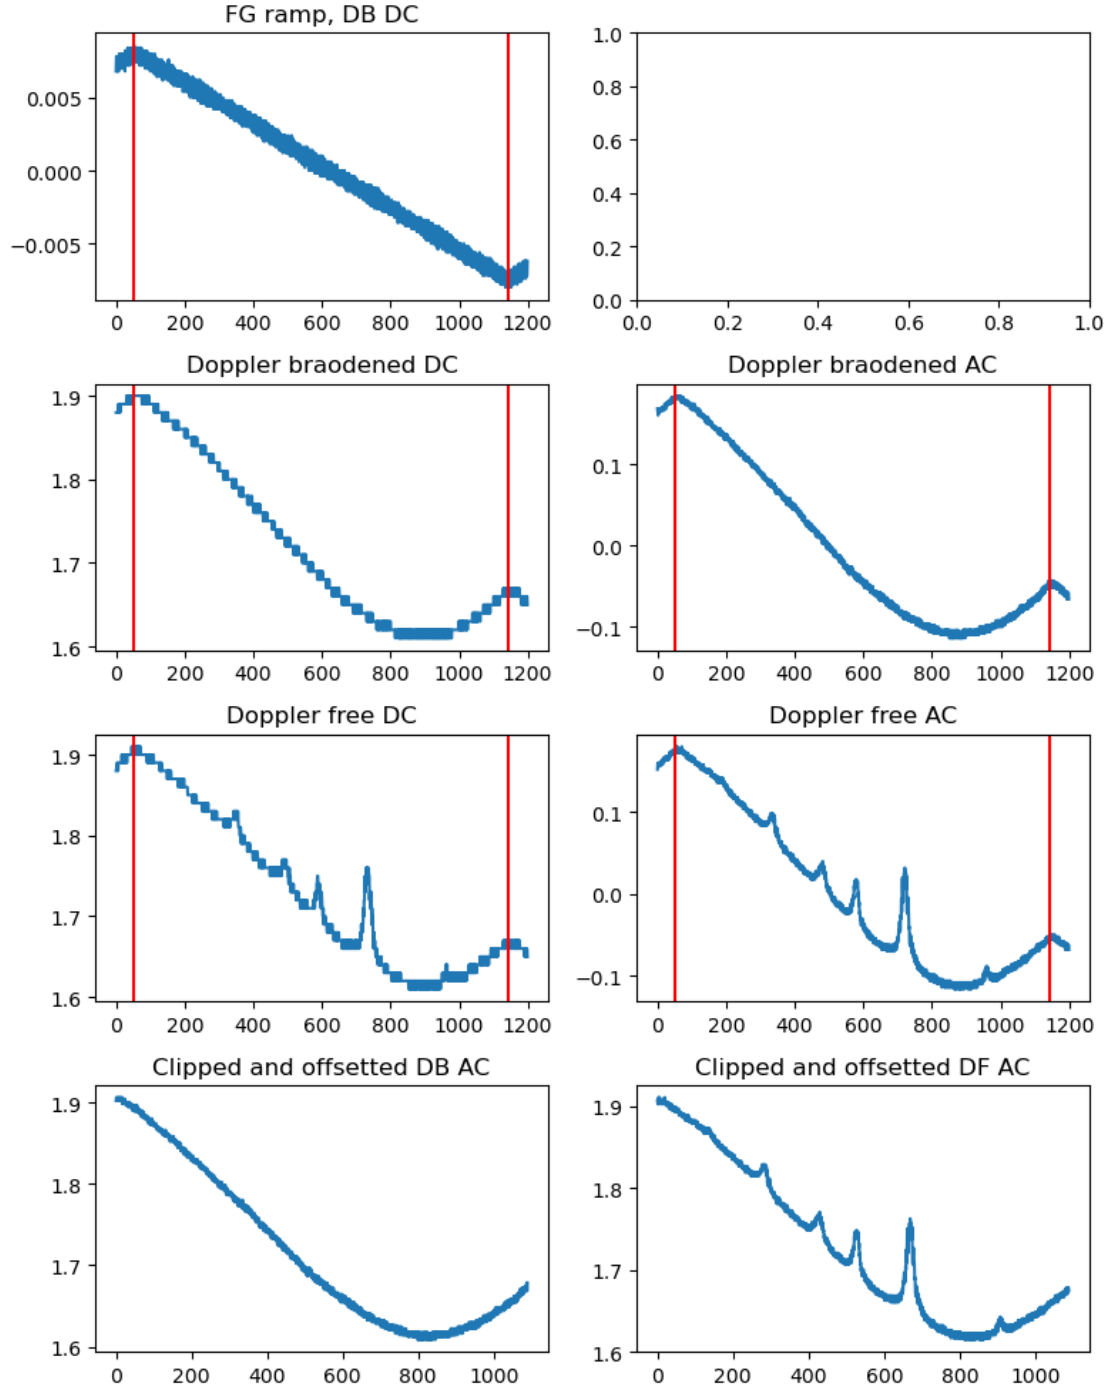 FG ramp, DB DC
0.005
0.000
−0.005
0 200 400 600 800 1000 1200
1.0
0.8
0.6
0.4
0.2
0.0
0.0 0.2 0.4 0.6 0.8 1.0
Doppler braodened DC
1.9
1.8
1.7
1.6
0 200 400 600 800 1000 1200
Doppler braodened AC
0.1
0.0
−0.1
0 200 400 600 800 1000 1200
Doppler free DC
1.9
1.8
1.7
1.6
0 200 400 600 800 1000 1200
Doppler free AC
0.1
0.0
−0.1
0 200 400 600 800 1000 1200
Clipped and offsetted DB AC
1.9
1.8
1.7
1.6
0 200 400 600 800 1000
Clipped and offsetted DF AC
1.9
1.8
1.7
1.6
0 200 400 600 800 1000